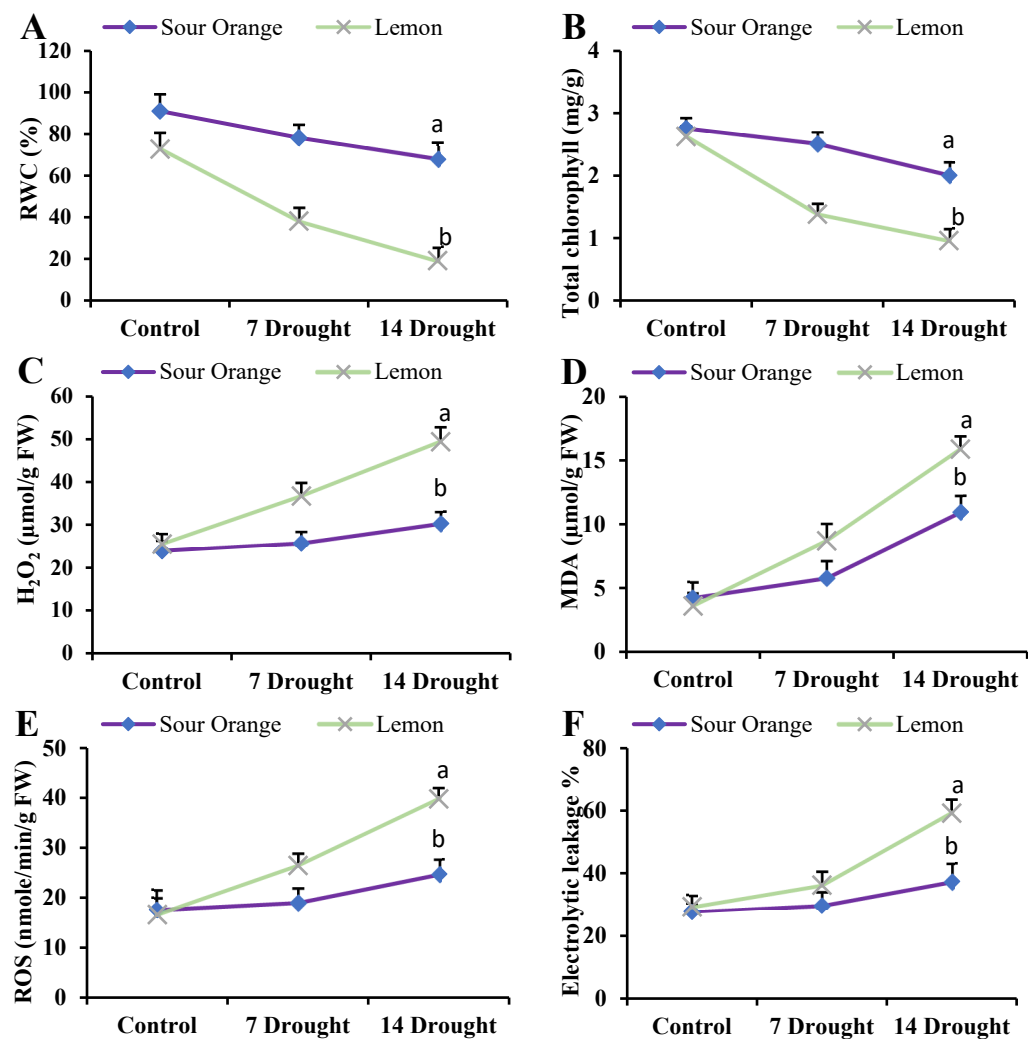 A
Sour Orange
Lemon
RWC (%)
120
100
80
60
40
20
0
a
b
Control
7 Drought
14 Drought
B
Sour Orange
Lemon
Total chlorophyll (mg/g)
4
3
2
1
0
a
b
Control
7 Drought
14 Drought
C
Sour Orange
Lemon
H₂O₂ (μmol/g FW)
60
50
40
30
20
10
0
a
b
Control
7 Drought
14 Drought
D
Sour Orange
Lemon
MDA (μmol/g FW)
20
15
10
5
0
a
b
Control
7 Drought
14 Drought
E
Sour Orange
Lemon
ROS (nmole/min/g FW)
50
40
30
20
10
0
a
b
Control
7 Drought
14 Drought
F
Sour Orange
Lemon
Electrolytic leakage %
80
60
40
20
0
a
b
Control
7 Drought
14 Drought